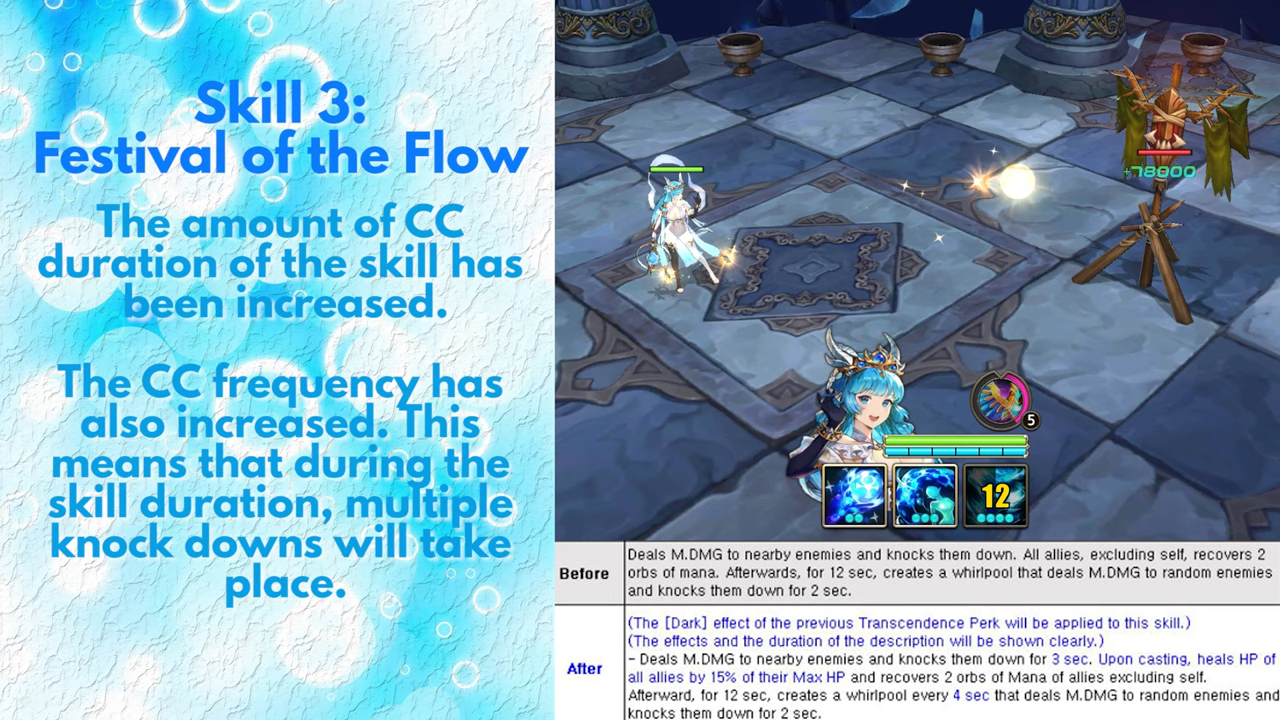 Skill 3:
Festival of the Flow
The amount of CC
duration of the skill has
been increased.
The CC frequency has
also increased. This
means that during the
skill duration, multiple
knock downs will take
place.
+78000
5
12
Before
Deals M.DMG to nearby enemies and knocks them down. All allies, excluding self, recovers 2
orbs of mana. Afterwards, for 12 sec, creates a whirlpool that deals M.DMG to random enemies
and knocks them down for 2 sec.
After
(The [Dark] effect of the previous Transcendence Perk will be applied to this skill.)
(The effects and the duration of the description will be shown clearly.)
- Deals M.DMG to nearby enemies and knocks them down for 3 sec. Upon casting, heals HP of
all allies by 15% of their Max HP and recovers 2 orbs of Mana of allies excluding self.
Afterward, for 12 sec, creates a whirlpool every 4 sec that deals M.DMG to random enemies and
knocks them down for 2 sec.